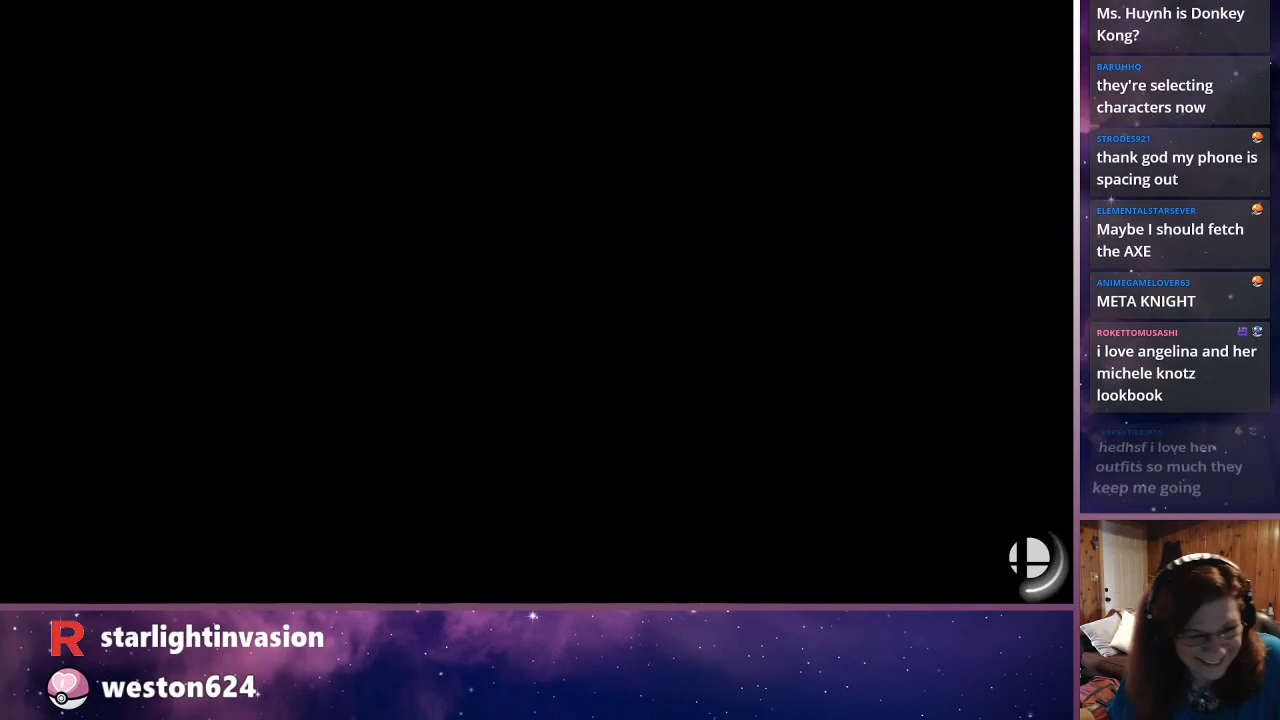 Ms. Huynh is Donkey
Kong?
BARUHHQ
they're selecting
characters now
STRODES921
thank god my phone is
spacing out
ELEMENTALSTARSEVER
Maybe I should fetch
the AXE
ANIMEGAMELOVER63
META KNIGHT
ROKETTOMUSASHI
i love angelina and her
michele knotz
lookbook
hedhsf i love her
outfits so much they
keep me going
R starlightinvasion
weston624